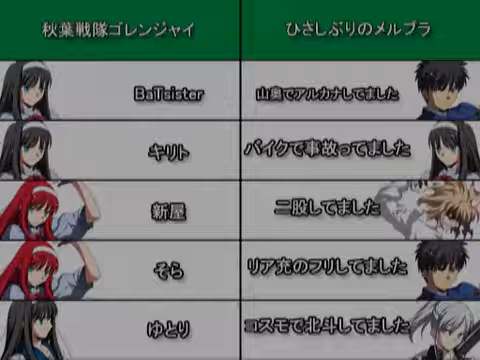 秋葉戦隊ゴレンジャイ
ひさしぶりのメルブラ
BaTsister
山奥でアルカナしてました
キリト
バイクで事故ってました
新屋
二股してました
そら
リア充のフリしてました
ゆとり
コスモで北斗してました